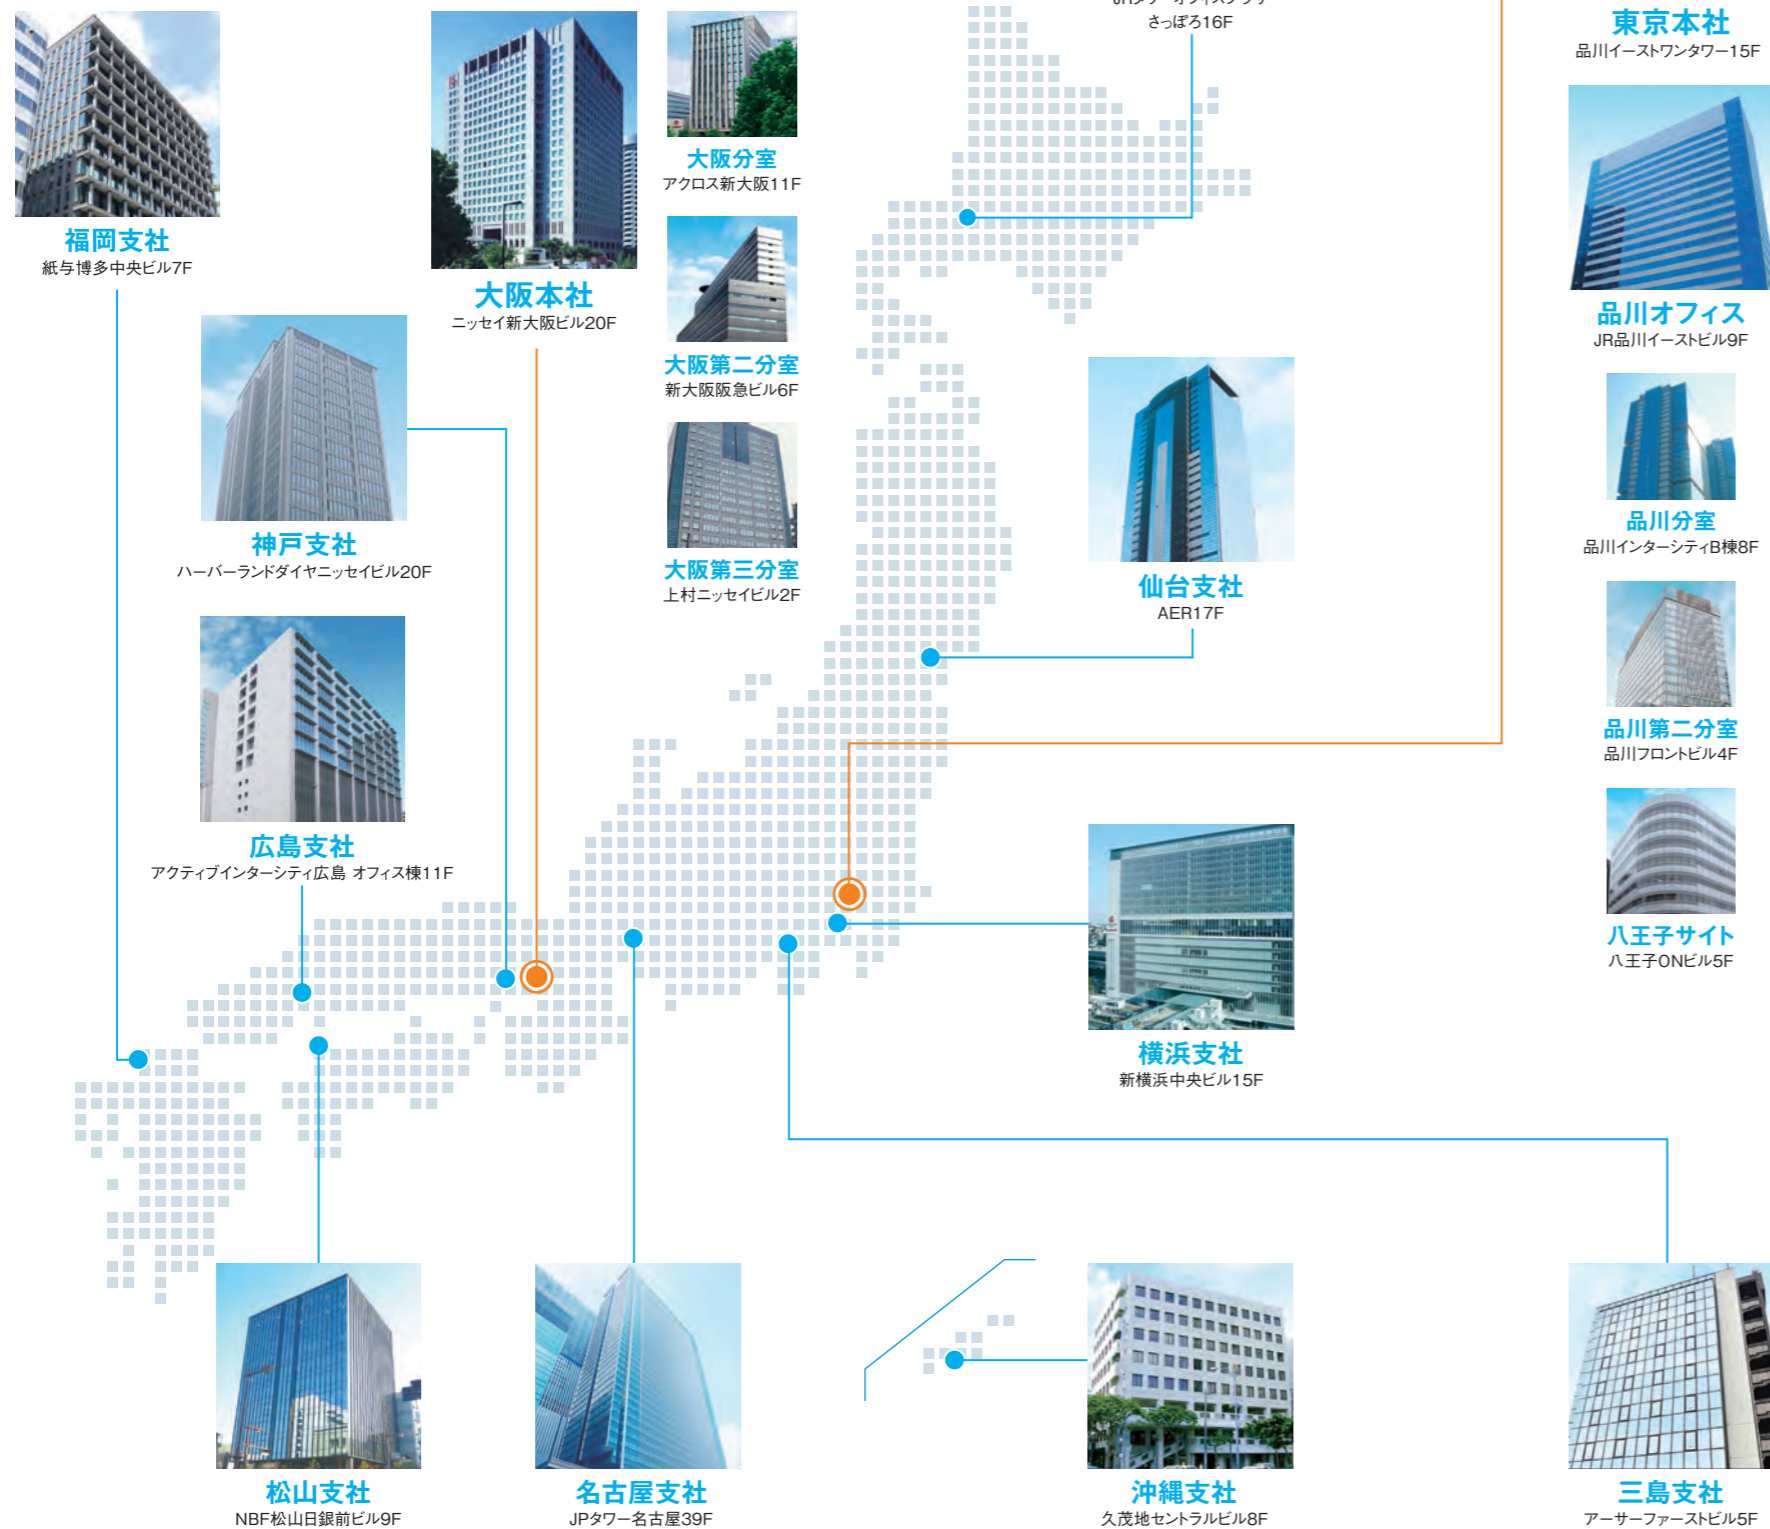 さっぽろ16F
東京本社
品川イーストワンタワー15F
福岡支社
紙与博多中央ビル7F
大阪本社
ニッセイ新大阪ビル20F
大阪分室
アクロス新大阪11F
大阪第二分室
新大阪阪急ビル6F
大阪第三分室
上村ニッセイビル2F
品川オフィス
JR品川イーストビル9F
品川分室
品川インターシティB棟8F
品川第二分室
品川フロントビル4F
八王子サイト
八王子ONビル5F
神戸支社
ハーバーランドダイヤニッセイビル20F
仙台支社
AER17F
広島支社
アクティブインターシティ広島 オフィス棟11F
横浜支社
新横浜中央ビル15F
松山支社
NBF松山日銀前ビル9F
名古屋支社
JPタワー名古屋39F
沖縄支社
久茂地セントラルビル8F
三島支社
アーサーファーストビル5F